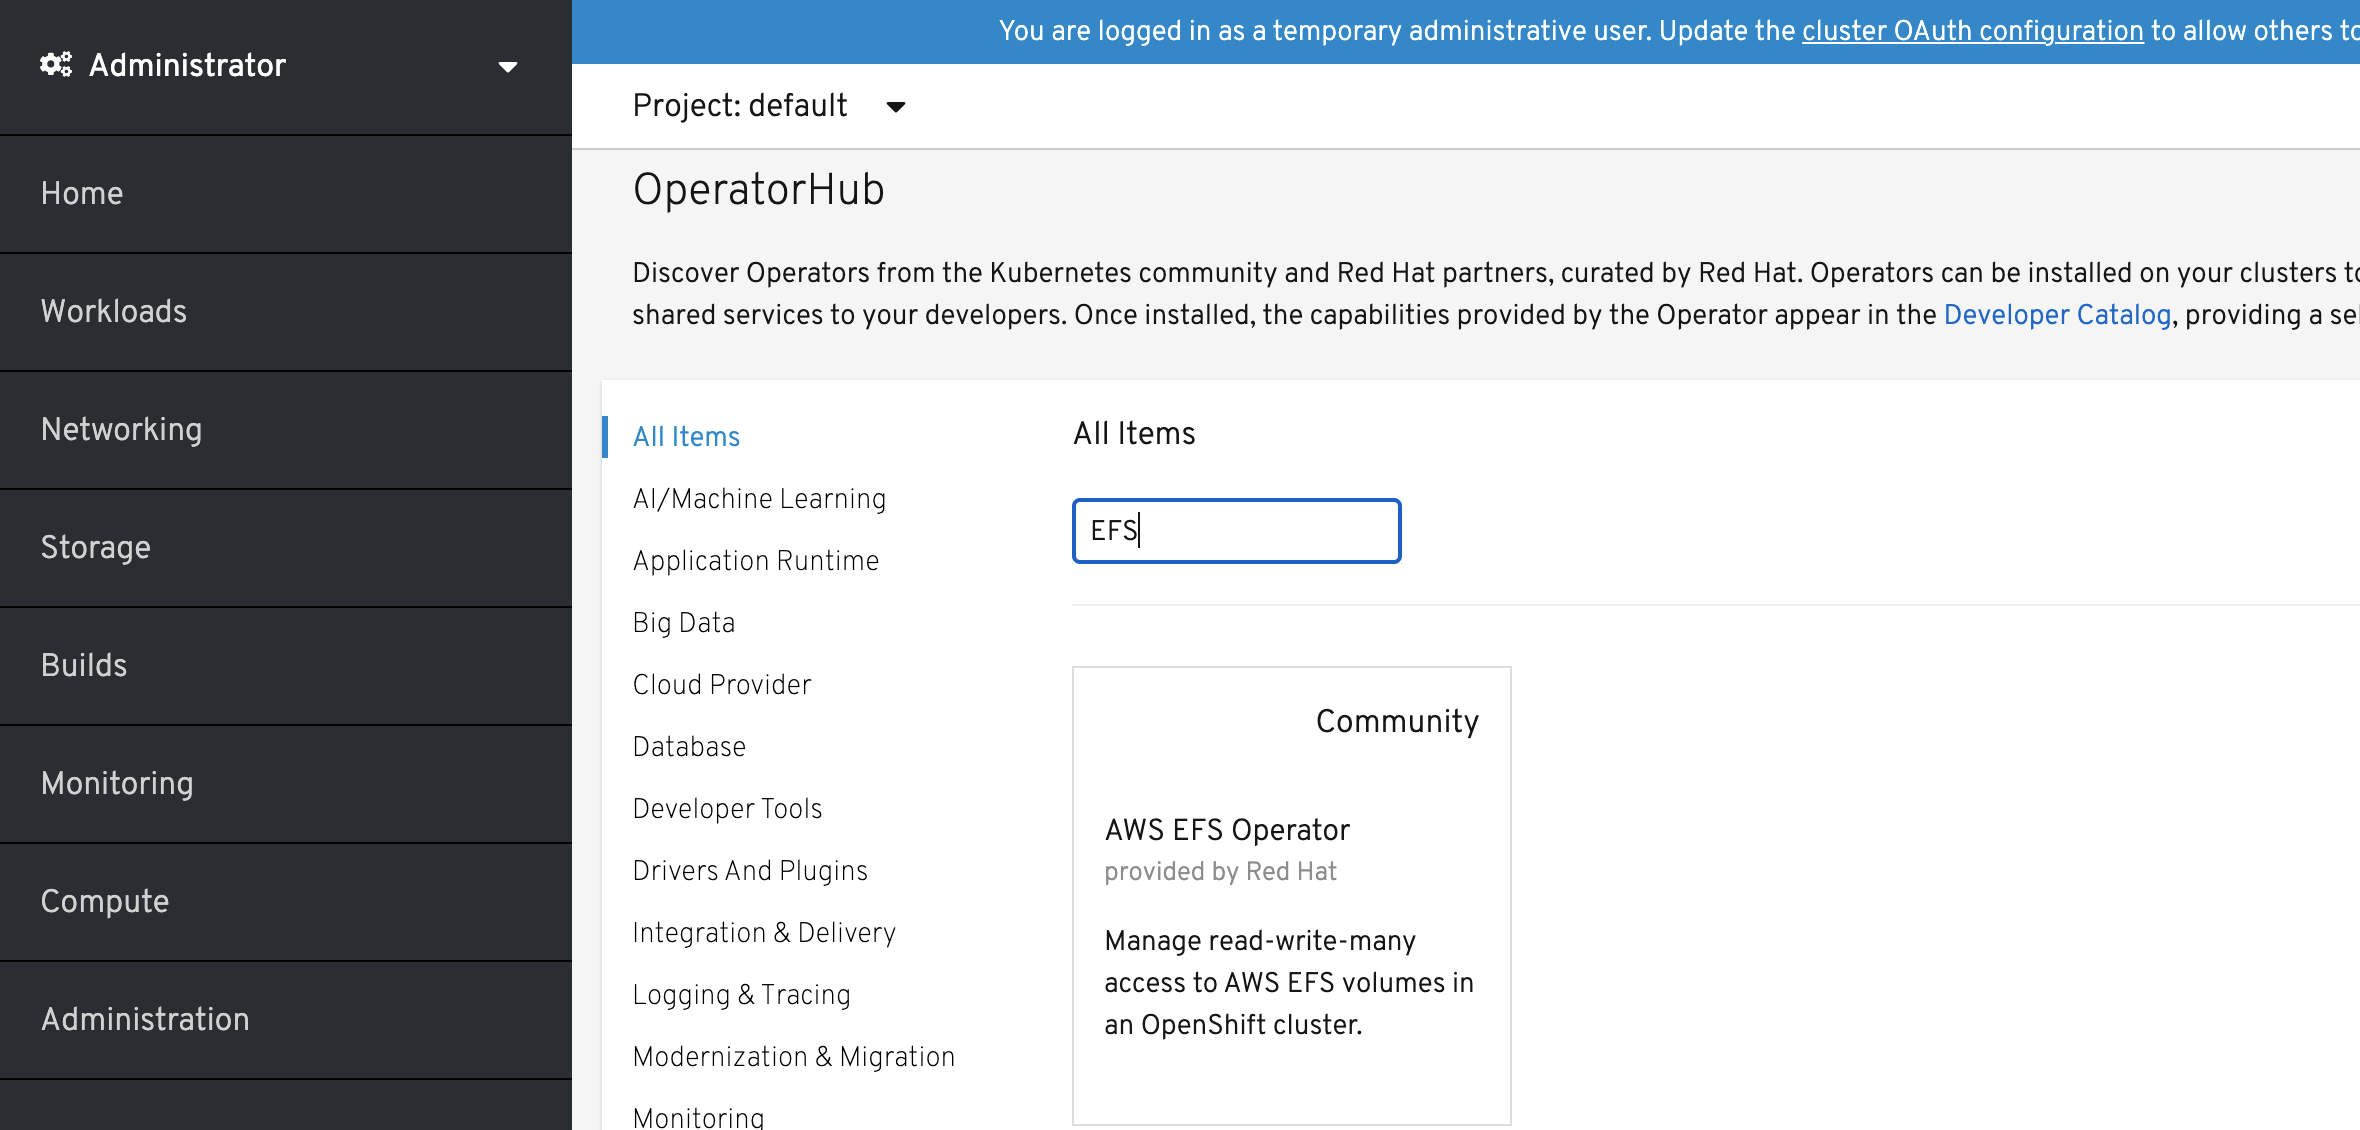 Administrator
Home
Workloads
Networking
Storage
Builds
Monitoring
Compute
Administration
You are logged in as a temporary administrative user. Update the cluster OAuth configuration to allow others
Project: default
OperatorHub
Discover Operators from the Kubernetes community and Red Hat partners, curated by Red Hat. Operators can be installed on your clusters
shared services to your developers. Once installed, the capabilities provided by the Operator appear in the Developer Catalog, providing a
All Items
AI/Machine Learning
Application Runtime
Big Data
Cloud Provider
Database
Developer Tools
Drivers And Plugins
Integration & Delivery
Logging & Tracing
Modernization & Migration
Monitoring
All Items
EFS
Community
AWS EFS Operator
provided by Red Hat
Manage read-write-many
access to AWS EFS volumes in
an OpenShift cluster.